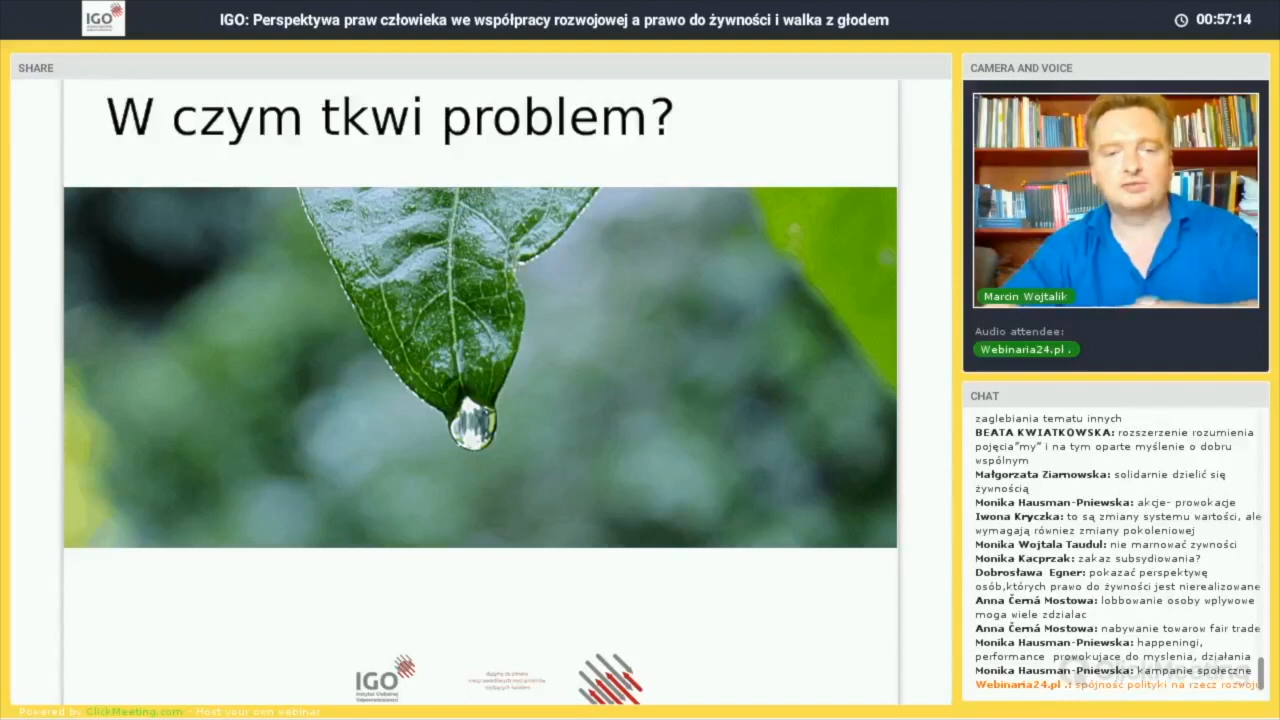 IGO
IGO: Perspektywa praw człowieka we współpracy rozwojowej a prawo do żywności i walka z głodem
00:57:14
SHARE
W czym tkwi problem?
IGO
Instytut Globalnej
Odpowiedzialności
CAMERA AND VOICE
Marcin Wojtalik
Audio attendee:
Webinaria24.pl .
CHAT
zaglebiania tematu innych
BEATA KWIATKOWSKA: rozszerzenie rozumienia
pojęcia"my" i na tym oparte myślenie o dobru
wspólnym
Małgorzata Ziarnowska: solidarnie dzielić się
żywnością
Monika Hausman-Pniewska: akcje- prowokacje
Iwona Kryczka: to są zmiany systemu wartości, ale
wymagają równiez zmiany pokoleniowej
Monika Wojtala Taudul: nie marnować zywności
Monika Kacprzak: zakaz subsydiowania?
Dobrosława Egner: pokazać perspektywę
osób,których prawo do żywności jest nierealizowane
Anna Černá Mostowa: lobbowanie osoby wplywowe
moga wiele zdzialac
Anna Černá Mostowa: nabywanie towarow fair trade
Monika Hausman-Pniewska: happeningi,
performance prowokujące do myslenia, działania
Monika Hausman-Pniewska: kampanie społeczne
Webinaria24.pl .: spójność polityki na rzecz rozwoju
ClickMeeting
Powered by ClickMeeting.com - Host your own webinar